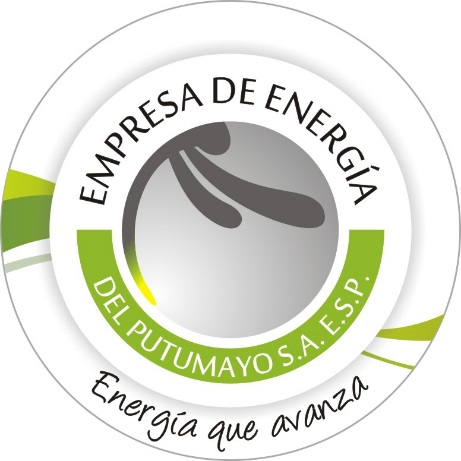 EMPRESA DE ENERGÍA
DEL PUTUMAYO S.A. E.S.P.
Energía que avanza